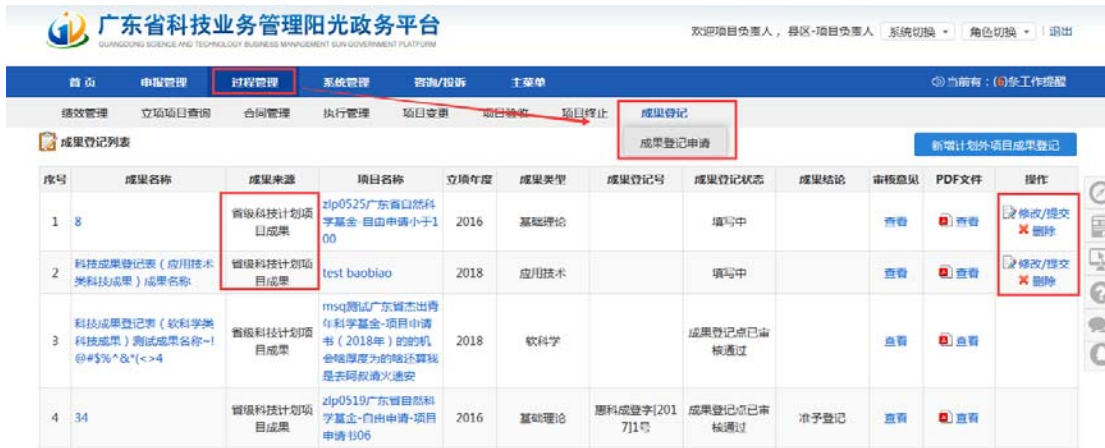 广东省科技业务管理阳光政务平台
GUANGDONG SCIENCE AND TECHNOLOGY BUSINESS MANAGEMENT SUN GOVERNMENT PLATFORM
欢迎项目负责人，县区-项目负责人 系统切换 角色切换 退出
首页 申报管理 过程管理 系统管理 咨询/投诉 主菜单 当前有：(6)条工作提醒
绩效管理 立项项目查询 合同管理 执行管理 项目变更 项目验收 项目终止 成果登记
成果登记列表 成果登记申请 新增计划外项目成果登记
序号 成果名称 成果来源 项目名称 立项年度 成果类型 成果登记号 成果登记状态 成果结论 审核意见 PDF文件 操作
1 8 省级科技计划项目成果 zlp0525广东省自然科学基金-自由申请小于100 2016 基础理论 填写中 查看 查看 修改/提交 删除
2 科技成果登记表（应用技术类科技成果）成果名称 省级科技计划项目成果 test baobiao 2018 应用技术 填写中 查看 查看 修改/提交 删除
3 科技成果登记表（软科学类科技成果）测试成果名称~!@#$%^&*(<>4 省级科技计划项目成果 msq测试广东省杰出青年科学基金-项目申请书（2018年）的的机会啥厚度为的啥还算我是去阿叔清火速安 2018 软科学 成果登记点已审核通过 查看 查看
4 34 省级科技计划项目成果 zlp0519广东省自然科学基金-自由申请-项目申请书06 2016 基础理论 惠科成登字[2017]1号 成果登记点已审核通过 准予登记 查看 查看